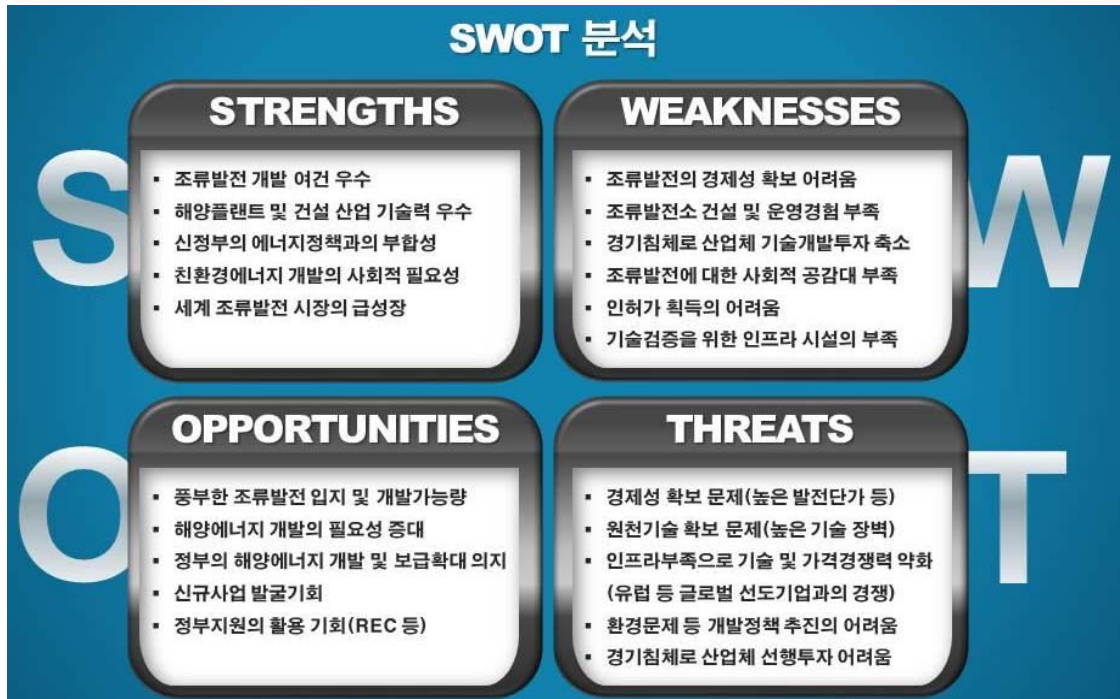 SWOT 분석
STRENGTHS
▪ 조류발전 개발 여건 우수
▪ 해양플랜트 및 건설 산업 기술력 우수
▪ 신정부의 에너지정책과의 부합성
▪ 친환경에너지 개발의 사회적 필요성
▪ 세계 조류발전 시장의 급성장
WEAKNESSES
▪ 조류발전의 경제성 확보 어려움
▪ 조류발전소 건설 및 운영경험 부족
▪ 경기침체로 산업체 기술개발투자 축소
▪ 조류발전에 대한 사회적 공감대 부족
▪ 인허가 획득의 어려움
▪ 기술검증을 위한 인프라 시설의 부족
S
W
OPPORTUNITIES
▪ 풍부한 조류발전 입지 및 개발가능량
▪ 해양에너지 개발의 필요성 증대
▪ 정부의 해양에너지 개발 및 보급확대 의지
▪ 신규사업 발굴기회
▪ 정부지원의 활용 기회(REC 등)
THREATS
▪ 경제성 확보 문제(높은 발전단가 등)
▪ 원천기술 확보 문제(높은 기술 장벽)
▪ 인프라부족으로 기술 및 가격경쟁력 약화
(유럽 등 글로벌 선도기업과의 경쟁)
▪ 환경문제 등 개발정책 추진의 어려움
▪ 경기침체로 산업체 선행투자 어려움
O
T